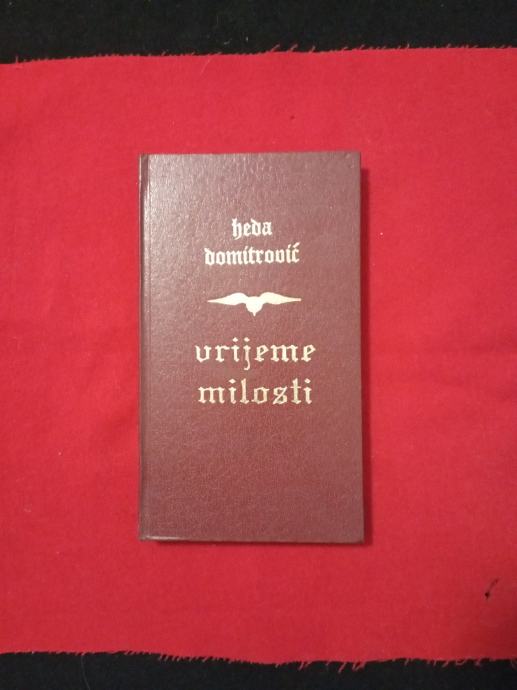 heda
domitrović
vrijeme
milosti